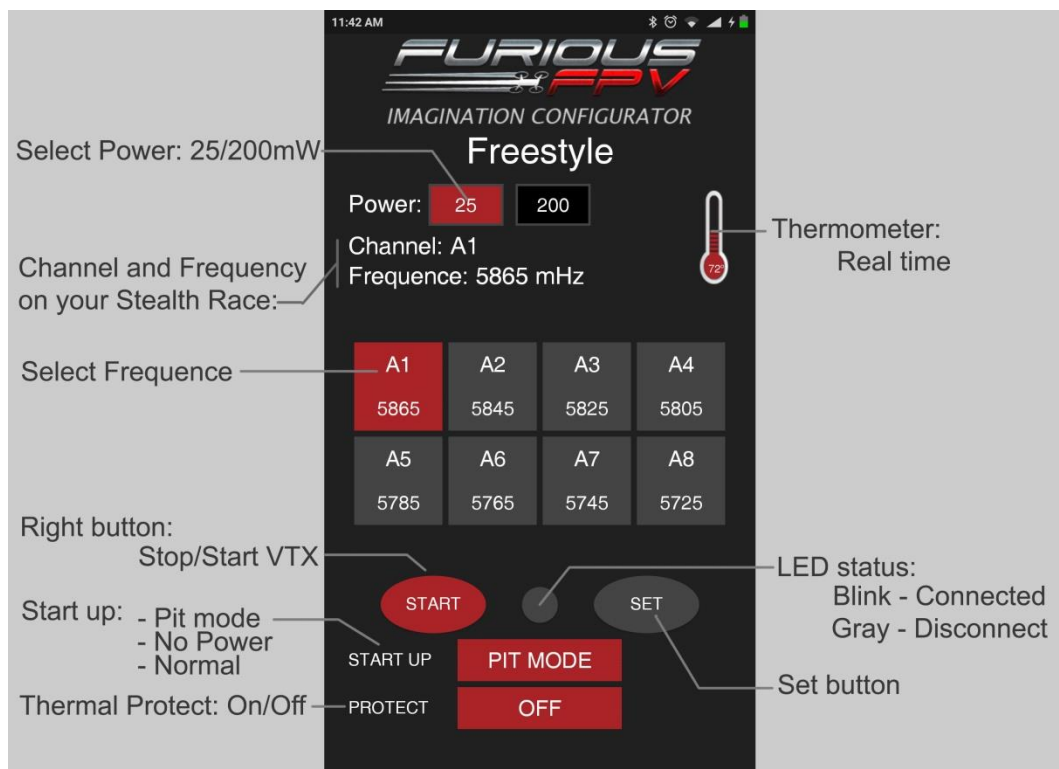 11:42 AM
FURIOUS
FPV
IMAGINATION CONFIGURATOR
Freestyle
Select Power: 25/200mW
Power: 25 200
Channel: A1
Frequence: 5865 mHz
Channel and Frequency
on your Stealth Race:
72°
Thermometer:
Real time
Select Frequence
A1 A2 A3 A4
5865 5845 5825 5805
A5 A6 A7 A8
5785 5765 5745 5725
Right button:
Stop/Start VTX
START SET
LED status:
Blink - Connected
Gray - Disconnect
Start up: - Pit mode
- No Power
- Normal
START UP PIT MODE
Set button
Thermal Protect: On/Off
PROTECT OFF